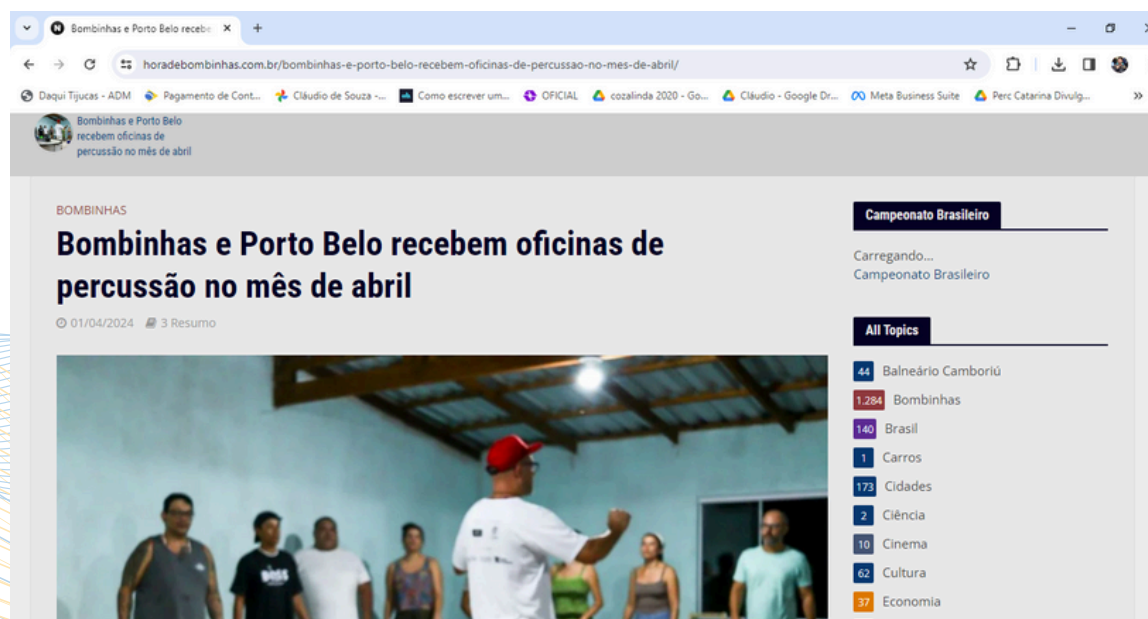 Bombinhas e Porto Belo recebe
horadebombinhas.com.br/bombinhas-e-porto-belo-recebem-oficinas-de-percussao-no-mes-de-abril/
Daqui Tijucas - ADM Pagamento de Cont... Cláudio de Souza -... Como escrever um... OFICIAL cozalinda 2020 - Go... Cláudio - Google Dr... Meta Business Suite Perc Catarina Divulg... »
Bombinhas e Porto Belo
recebem oficinas de
percussão no mês de abril
BOMBINHAS
Bombinhas e Porto Belo recebem oficinas de
percussão no mês de abril
01/04/2024 3 Resumo
BOSS
Campeonato Brasileiro
Carregando...
Campeonato Brasileiro
All Topics
44 Balneário Camboriú
1.284 Bombinhas
140 Brasil
1 Carros
173 Cidades
2 Ciência
10 Cinema
62 Cultura
37 Economia